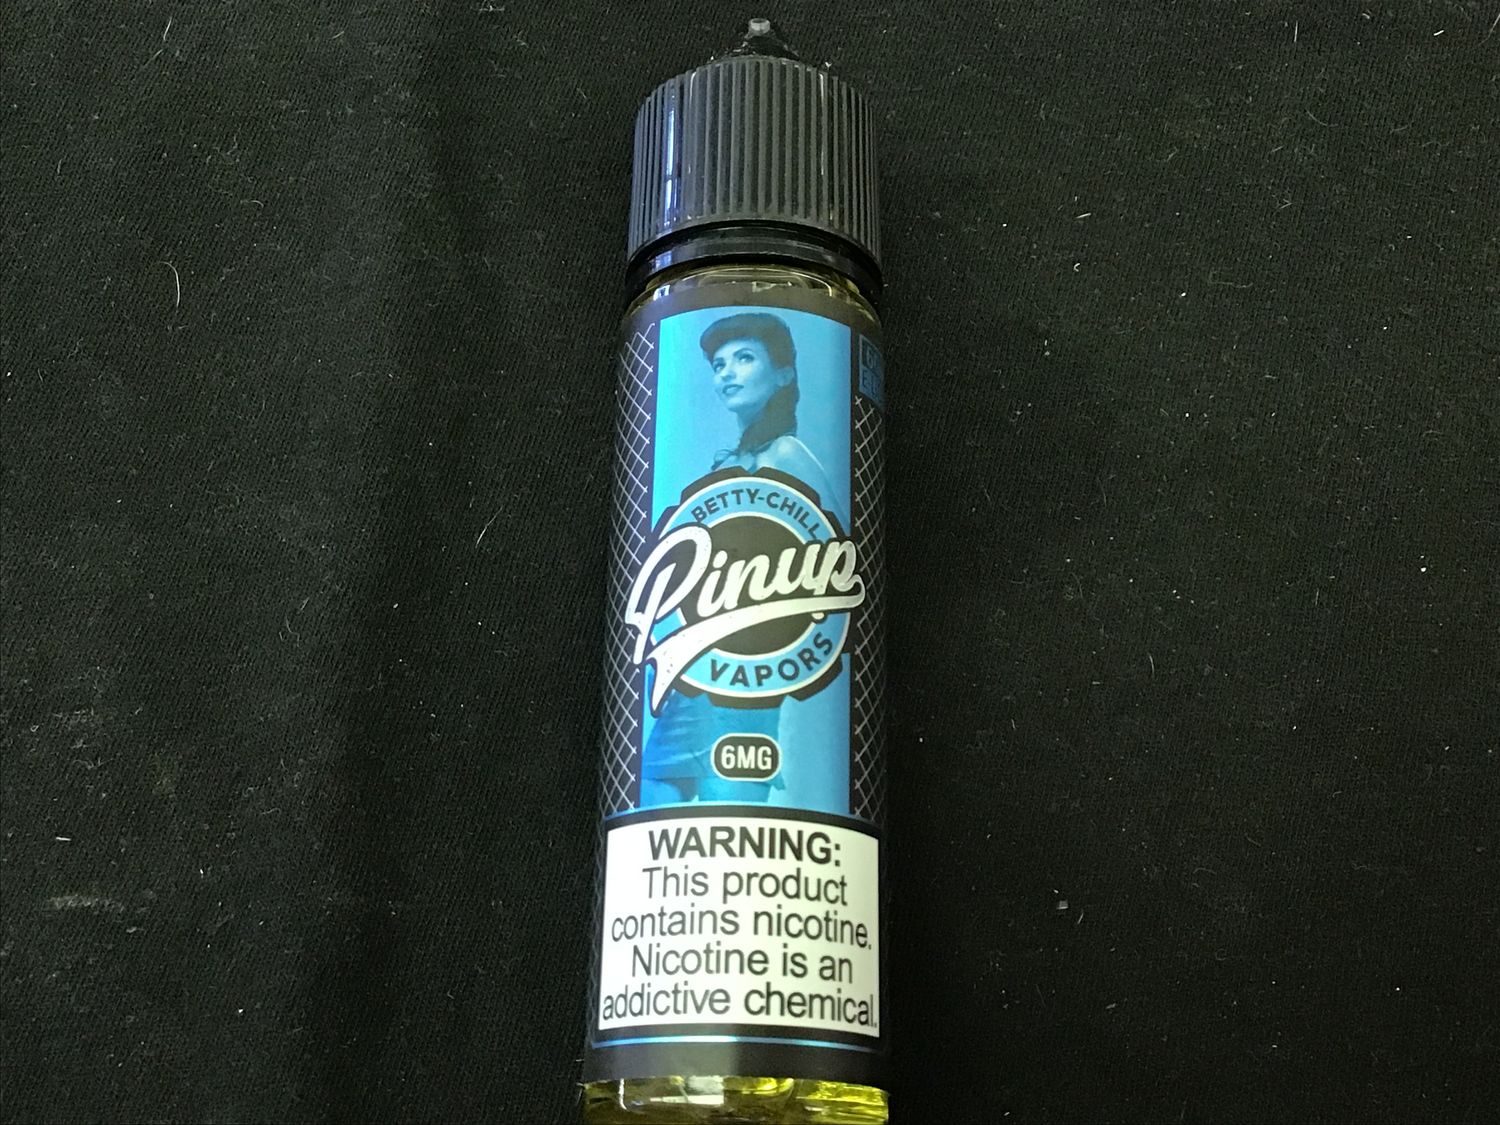 BETTY-CHILL
Pinup
VAPORS
6MG
WARNING:
This product
contains nicotine.
Nicotine is an
addictive chemical.